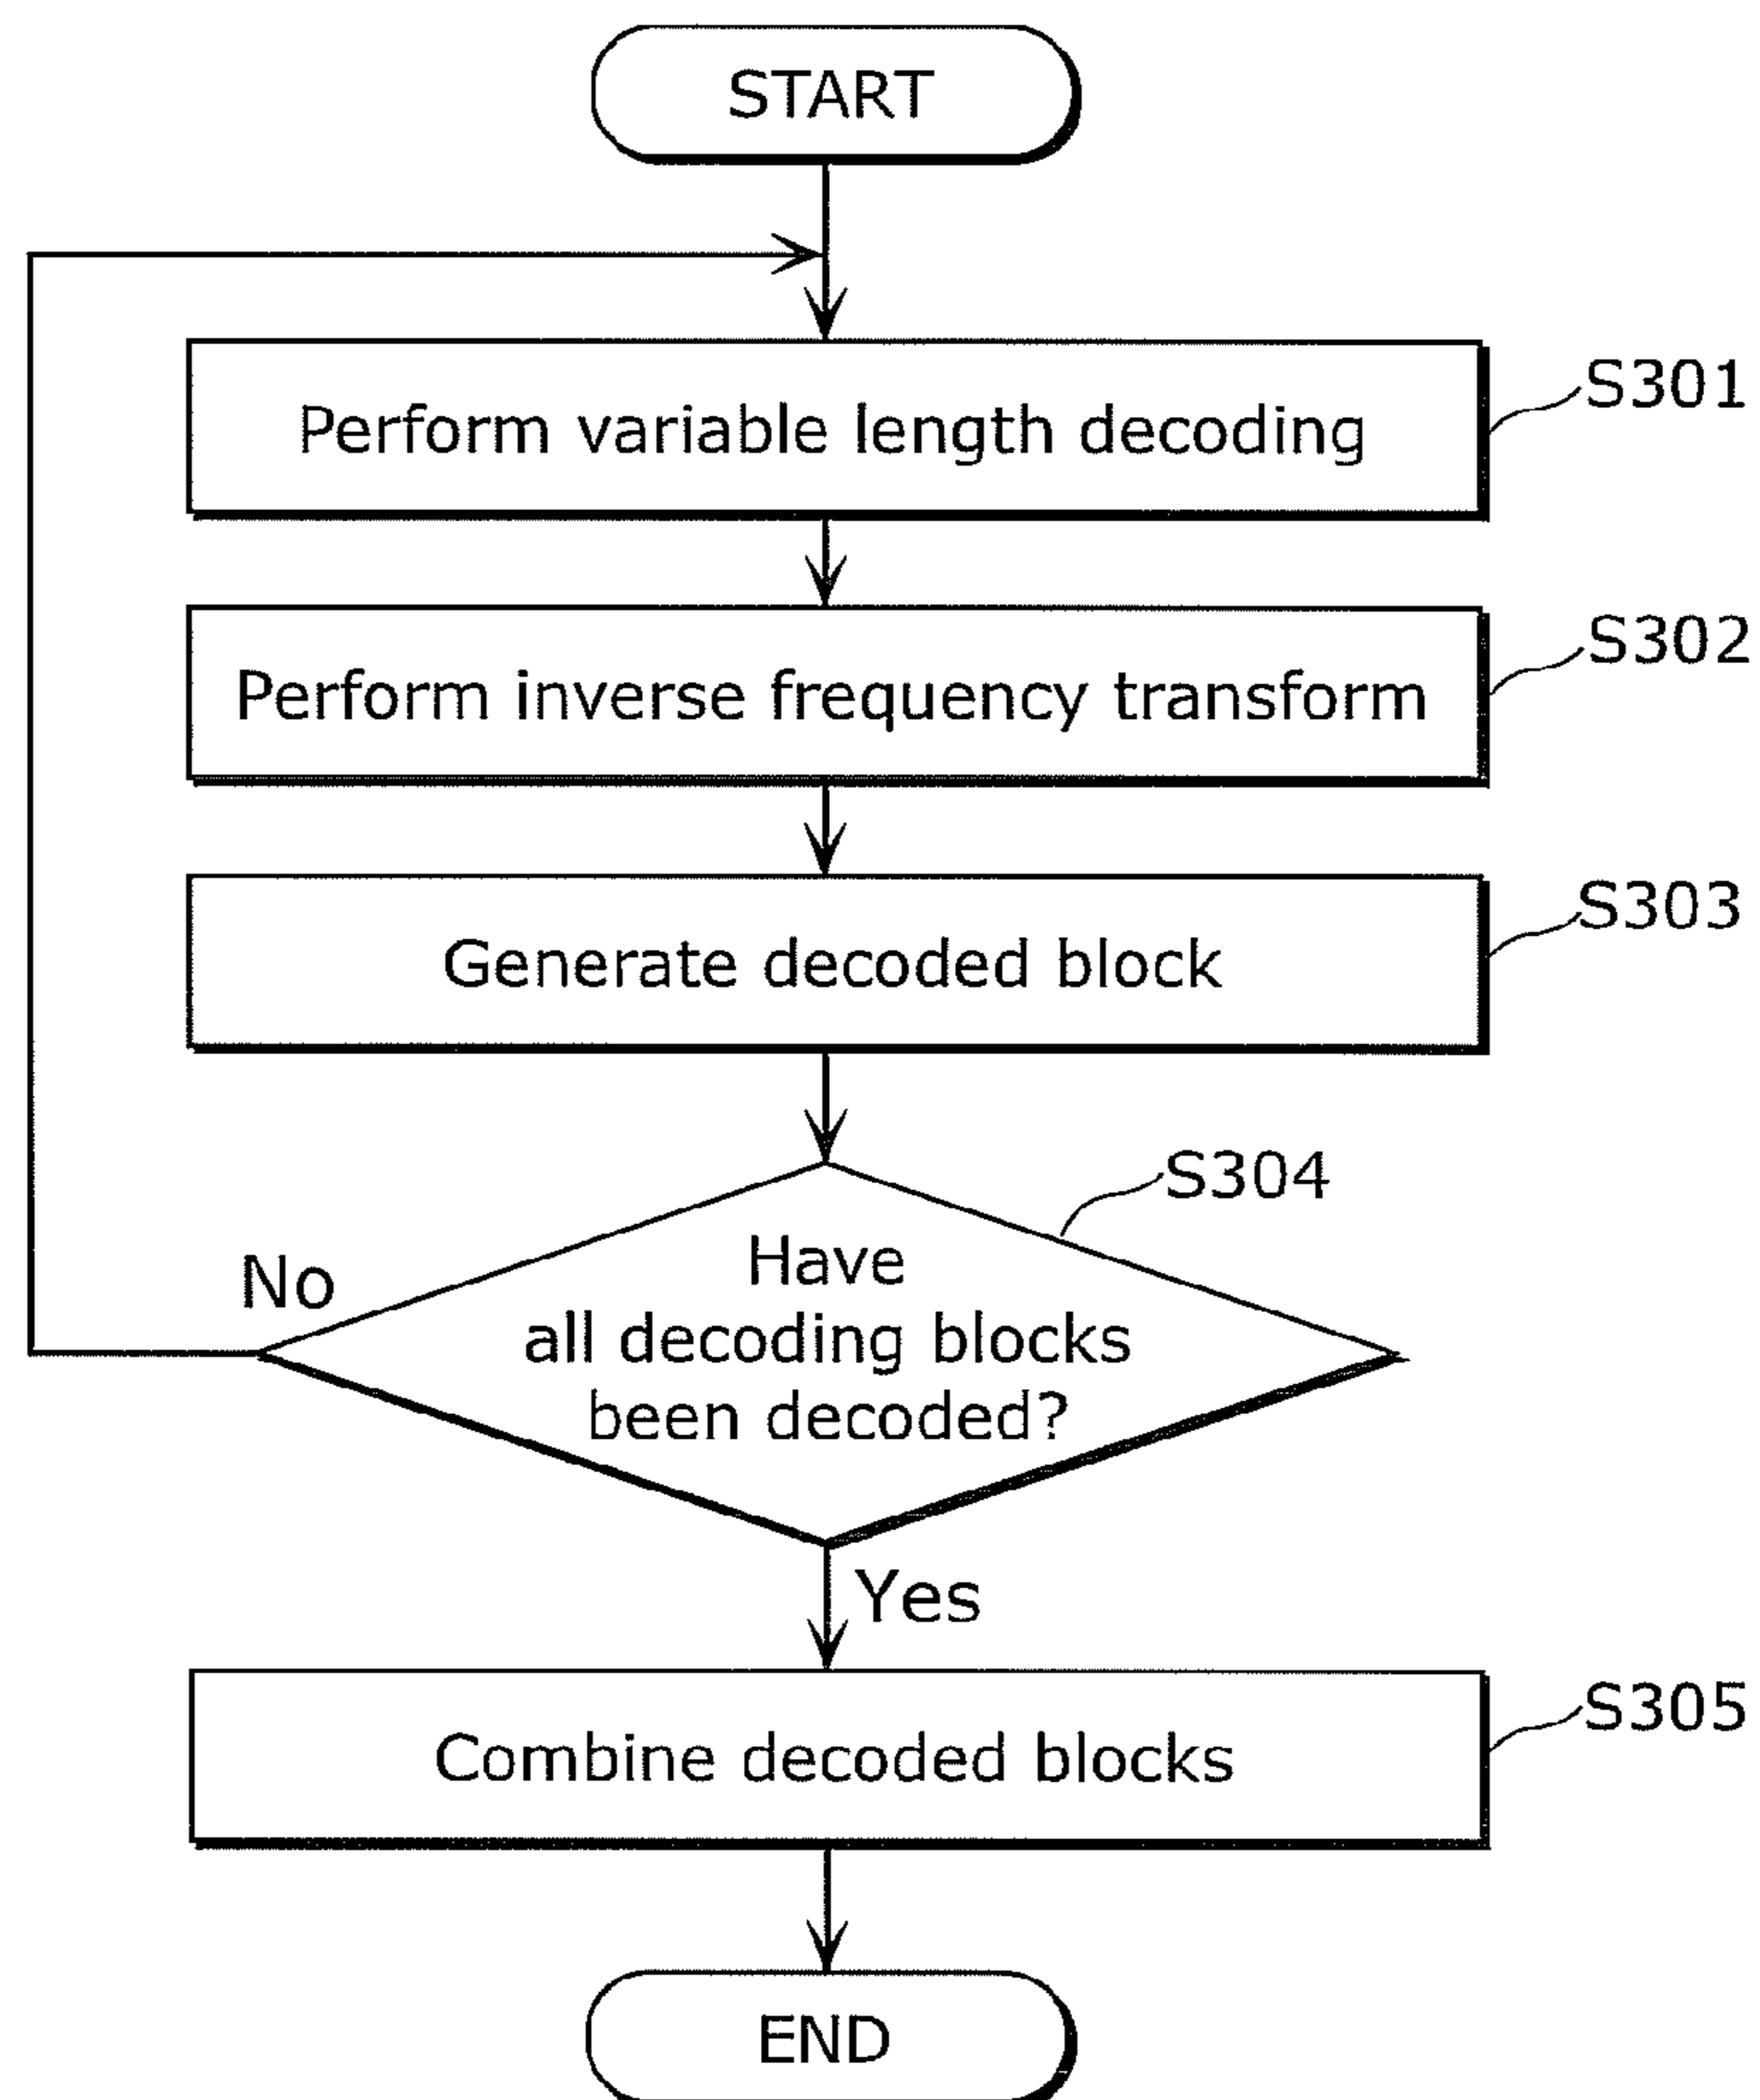 START
Perform variable length decoding
S301
Perform inverse frequency transform
S302
Generate decoded block
S303
S304
Have
all decoding blocks
been decoded?
No
Yes
Combine decoded blocks
S305
END